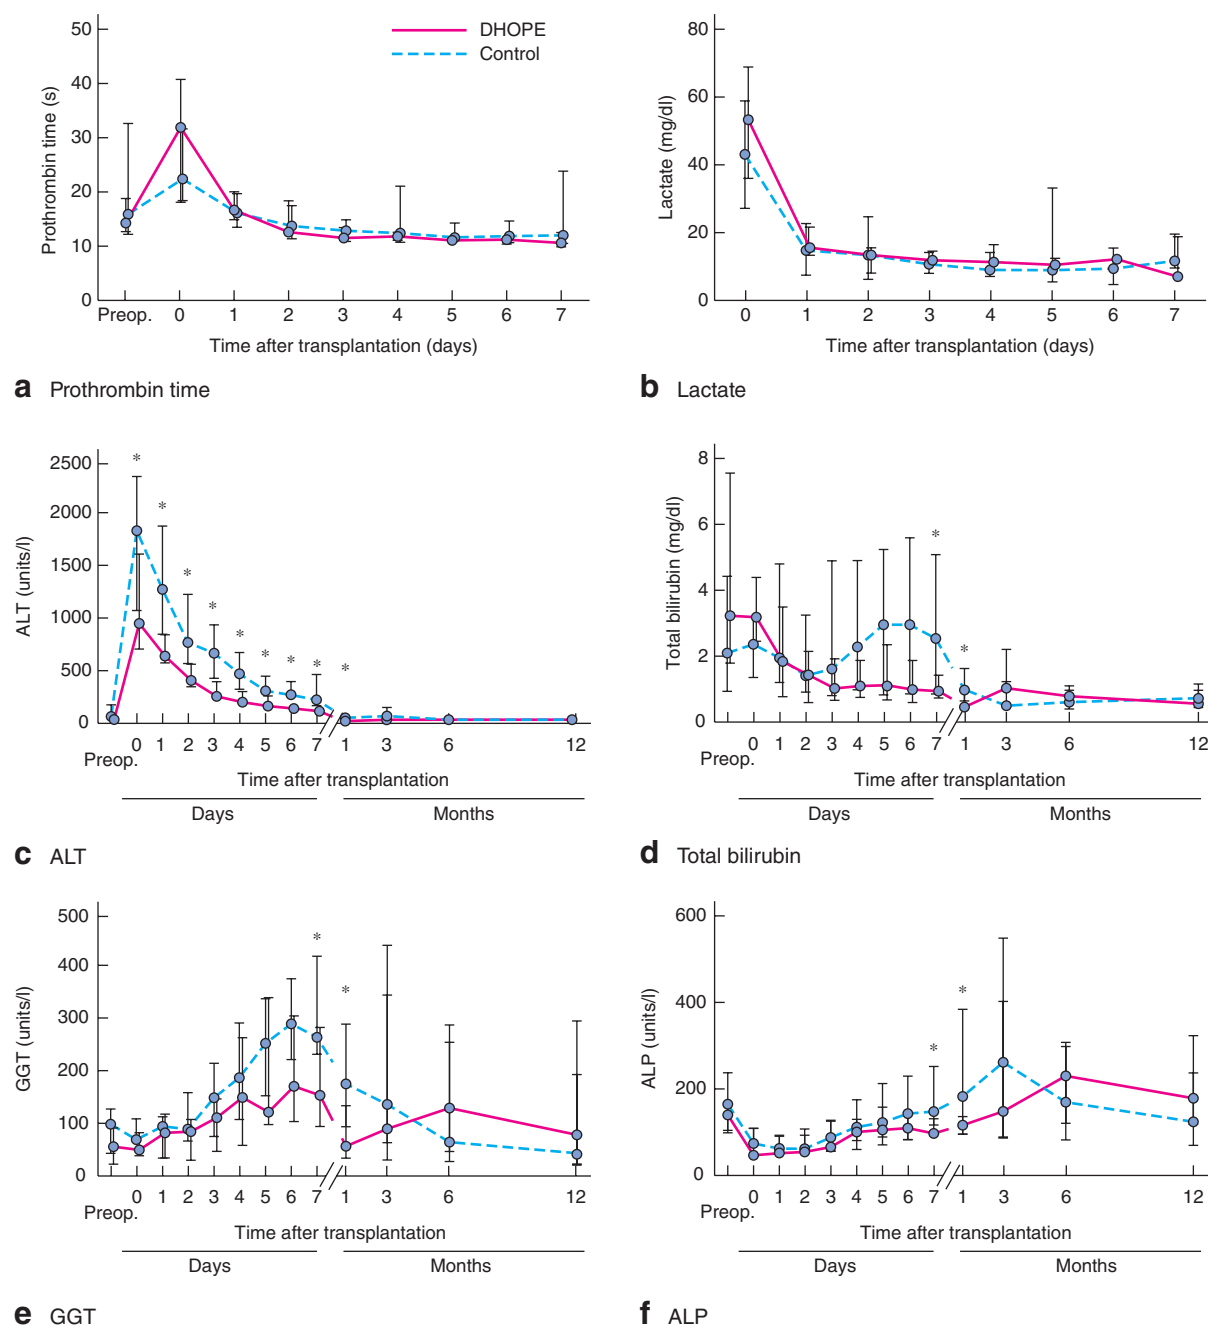 DHOPE
Control
Prothrombin time (s)
50
40
30
20
10
0
Preop. 0 1 2 3 4 5 6 7
Time after transplantation (days)
a Prothrombin time
Lactate (mg/dl)
80
60
40
20
0
0 1 2 3 4 5 6 7
Time after transplantation (days)
b Lactate
ALT (units/l)
2500
2000
1500
1000
500
0
* * * * * * * * *
0 1 2 3 4 5 6 7 1 3 6 12
Preop.
Time after transplantation
Days Months
c ALT
Total bilirubin (mg/dl)
8
6
4
2
0
* *
0 1 2 3 4 5 6 7 1 3 6 12
Preop.
Time after transplantation
Days Months
d Total bilirubin
GGT (units/l)
500
400
300
200
100
0
* *
0 1 2 3 4 5 6 7 1 3 6 12
Preop.
Time after transplantation
Days Months
e GGT
ALP (units/l)
600
400
200
0
* *
0 1 2 3 4 5 6 7 1 3 6 12
Preop.
Time after transplantation
Days Months
f ALP